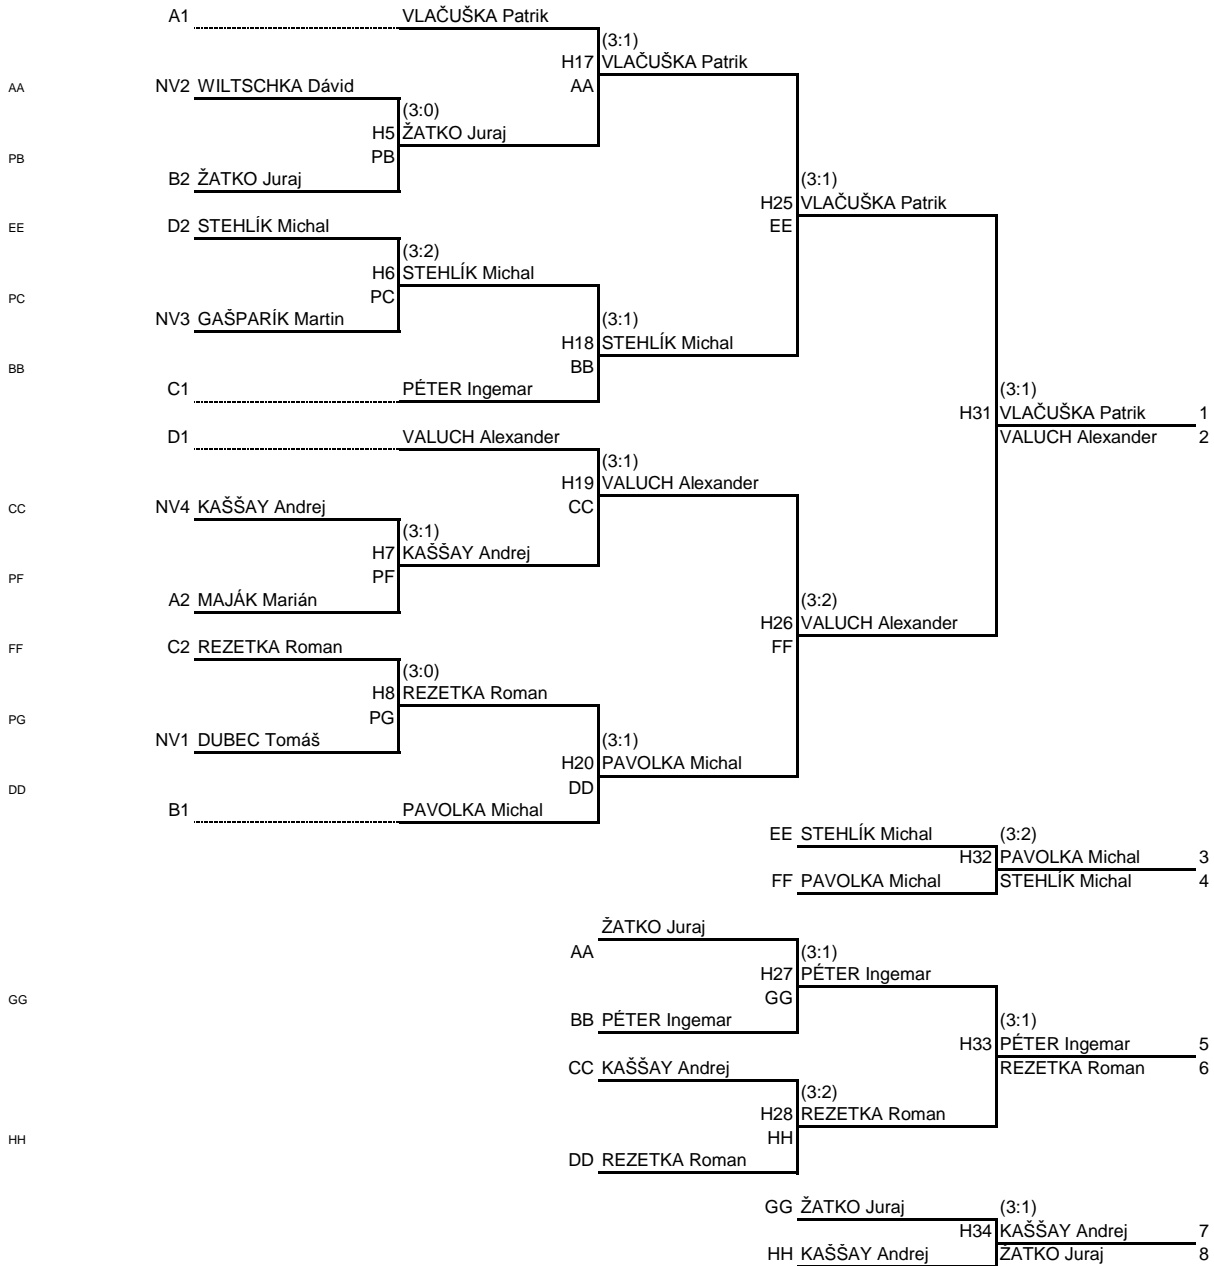 A1 VLAČUŠKA Patrik
(3:1)
H17 VLAČUŠKA Patrik
AA NV2 WILTSCHKA Dávid AA
(3:0)
H5 ŽATKO Juraj
PB PB
B2 ŽATKO Juraj (3:1)
H25 VLAČUŠKA Patrik
EE D2 STEHLÍK Michal EE
(3:2)
H6 STEHLÍK Michal
PC PC
NV3 GAŠPARÍK Martin (3:1)
H18 STEHLÍK Michal
BB BB
C1 PÉTER Ingemar (3:1)
H31 VLAČUŠKA Patrik 1
D1 VALUCH Alexander VALUCH Alexander 2
(3:1)
H19 VALUCH Alexander
CC NV4 KAŠŠAY Andrej CC
(3:1)
H7 KAŠŠAY Andrej
PF PF
A2 MAJÁK Marián (3:2)
H26 VALUCH Alexander
FF C2 REZETKA Roman FF
(3:0)
H8 REZETKA Roman
PG PG
NV1 DUBEC Tomáš (3:1)
H20 PAVOLKA Michal
DD DD
B1 PAVOLKA Michal
EE STEHLÍK Michal (3:2)
H32 PAVOLKA Michal 3
FF PAVOLKA Michal STEHLÍK Michal 4
ŽATKO Juraj
AA (3:1)
H27 PÉTER Ingemar
GG GG
BB PÉTER Ingemar (3:1)
H33 PÉTER Ingemar 5
CC KAŠŠAY Andrej REZETKA Roman 6
(3:2)
H28 REZETKA Roman
HH HH
DD REZETKA Roman
GG ŽATKO Juraj (3:1)
H34 KAŠŠAY Andrej 7
HH KAŠŠAY Andrej ŽATKO Juraj 8